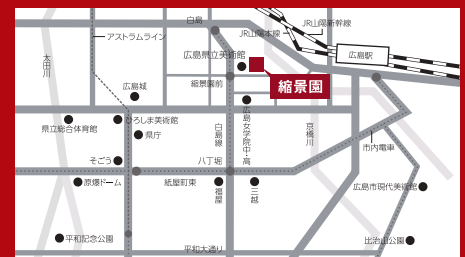 白島
JR山陽新幹線
JR山陽本線
アストラムライン
広島県立美術館
広島駅
太田川
広島城
縮景園前
縮景園
ひろしま美術館
県立総合体育館
県庁
白島線
広島女学院中・高
京橋川
市内電車
そごう
八丁堀
原爆ドーム
紙屋町東
福屋
三越
広島市現代美術館
平和記念公園
平和大通り
比治山公園